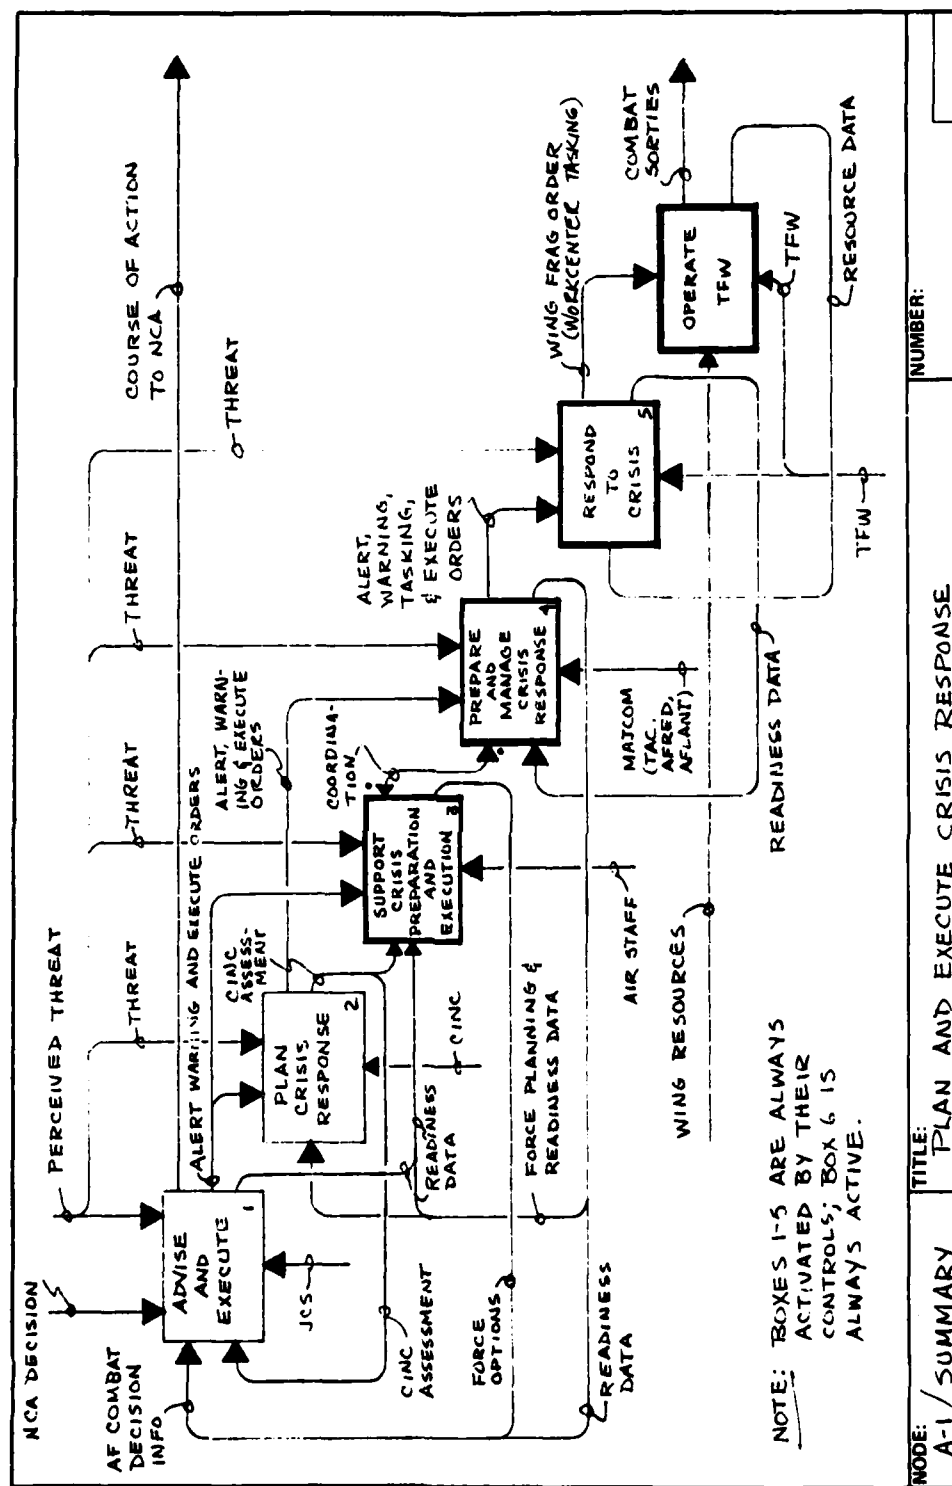 NCA DECISION
PERCEIVED THREAT
COURSE OF ACTION
TO NCA
THREAT
THREAT
THREAT
THREAT
AF COMBAT
DECISION
INFO
ADVISE
AND
EXECUTE
1
ALERT WARNING AND EXECUTE ORDERS
JCS
CINC
ASSESSMENT
READINESS
DATA
PLAN
CRISIS
RESPONSE
2
CINC
ASSESS-
MENT
CINC
ALERT, WARN-
ING & EXECUTE
ORDERS
SUPPORT
CRISIS
PREPARATION
AND
EXECUTION
3
COORDINA-
TION
AIR STAFF
FORCE
OPTIONS
FORCE PLANNING &
READINESS DATA
READINESS
DATA
PREPARE
AND
MANAGE
CRISIS
RESPONSE
4
ALERT,
WARNING,
TASKING,
& EXECUTE
ORDERS
MAJCOM
(TAC,
AFRED,
AFLANT)
READINESS DATA
RESPOND
TO
CRISIS
5
WING FRAG ORDER
(WORKCENTER TASKING)
TFW
WING RESOURCES
OPERATE
TFW
COMBAT
SORTIES
TFW
RESOURCE DATA
NOTE: BOXES 1-5 ARE ALWAYS
ACTIVATED BY THEIR
CONTROLS; BOX 6 IS
ALWAYS ACTIVE.
NODE:
A-1/SUMMARY
TITLE:
PLAN AND EXECUTE CRISIS RESPONSE
NUMBER: